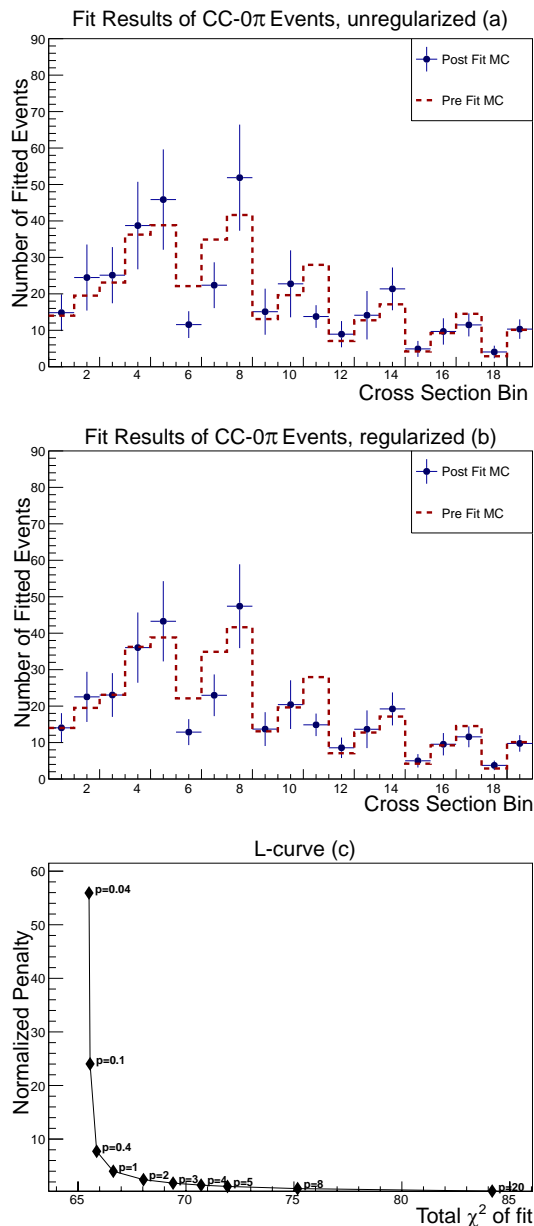 Fit Results of CC-0π Events, unregularized (a)
Number of Fitted Events
90
80
70
60
50
40
30
20
10
0
Post Fit MC
Pre Fit MC
2 4 6 8 10 12 14 16 18
Cross Section Bin
Fit Results of CC-0π Events, regularized (b)
Number of Fitted Events
90
80
70
60
50
40
30
20
10
0
Post Fit MC
Pre Fit MC
2 4 6 8 10 12 14 16 18
Cross Section Bin
L-curve (c)
Normalized Penalty
60
50
40
30
20
10
p=0.04
p=0.1
p=0.4
p=1
p=2
p=3
p=4
p=5
p=8
p=20
65 70 75 80 85
Total χ² of fit